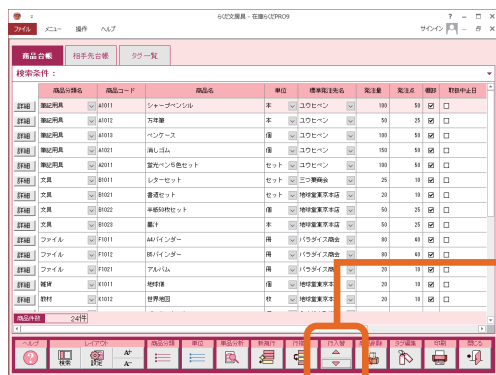 らくだ文房具 - 在庫らくだPRO9
ファイル メニュー 操作 ヘルプ サインイン
商品台帳 相手先台帳 タグ一覧
検索条件：
商品分類名 商品コード 商品名 単位 標準発注先名 発注量 発注点 棚卸 取扱中止日
詳細 筆記用具 A1011 シャープペンシル 本 ユウヒペン 100 50
詳細 筆記用具 A1012 万年筆 本 ユウヒペン 50 25
詳細 筆記用具 A1013 ペンケース 個 ユウヒペン 100 50
詳細 筆記用具 A1021 消しゴム 個 ユウヒペン 150 50
詳細 筆記用具 A2011 蛍光ペン5色セット セット ユウヒペン 100 50
詳細 文具 B1011 レターセット セット 三つ葉商会 25 10
詳細 文具 B1021 書道セット セット 地球堂東京本店 20 10
詳細 文具 B1022 半紙50枚セット 個 地球堂東京本店 50 25
詳細 文具 B1023 墨汁 本 地球堂東京本店 50 25
詳細 ファイル F1011 A4バインダー 冊 パラダイス商会 80 40
詳細 ファイル F1012 B5バインダー 冊 パラダイス商会 80 40
詳細 ファイル F1021 アルバム 冊 パラダイス商会 20 10
詳細 雑貨 K1011 地球儀 個 地球堂東京本 20 10
詳細 教材 K1012 世界地図 枚 地球堂東京本 20 10
商品件数 24件
ヘルプ レイアウト 商品分類 単位 単品分析 新規行 行入替 タグ編集 印刷 閉じる
検索 設定 A A